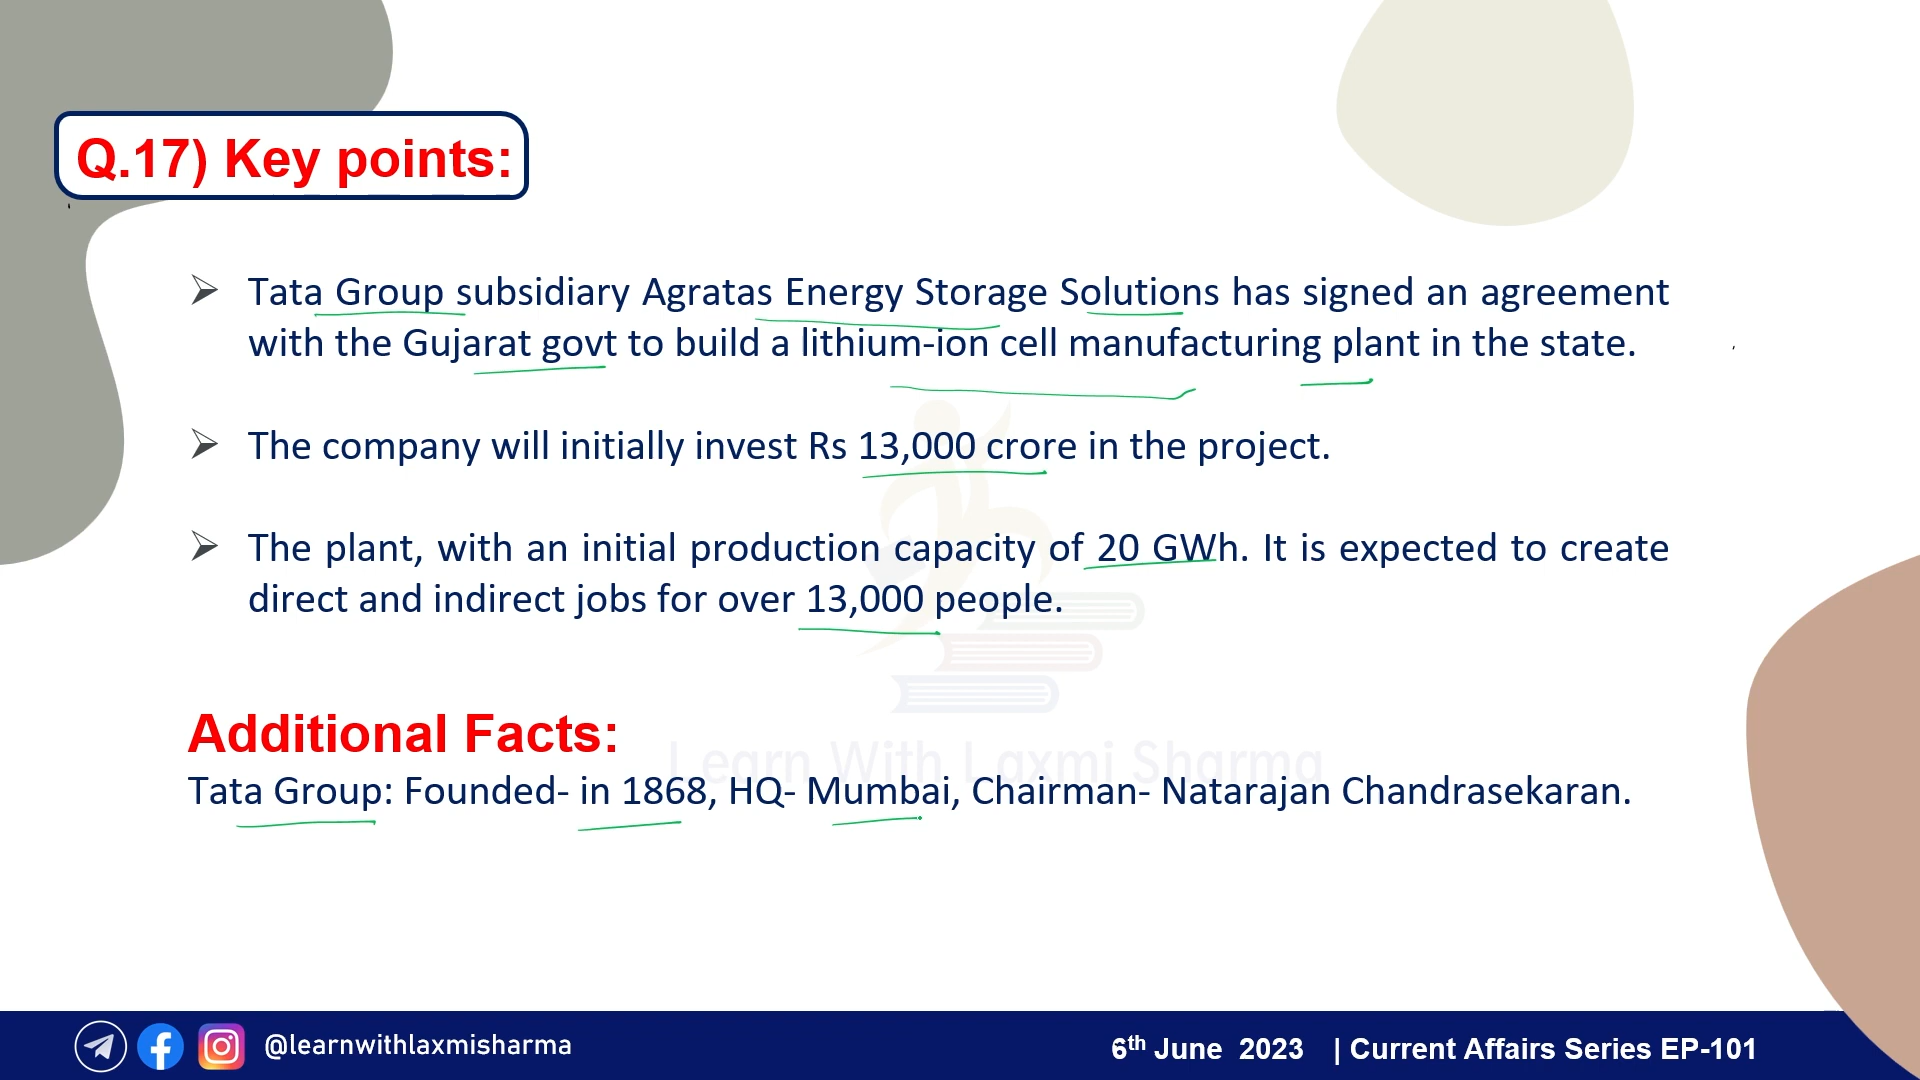 Q.17) Key points:
Tata Group subsidiary Agratas Energy Storage Solutions has signed an agreement
with the Gujarat govt to build a lithium-ion cell manufacturing plant in the state.
The company will initially invest Rs 13,000 crore in the project.
The plant, with an initial production capacity of 20 GWh. It is expected to create
direct and indirect jobs for over 13,000 people.
Additional Facts:
Learn With Laxmi Sharma
Tata Group: Founded- in 1868, HQ- Mumbai, Chairman- Natarajan Chandrasekaran.
@learnwithlaxmisharma
6th June 2023 | Current Affairs Series EP-101